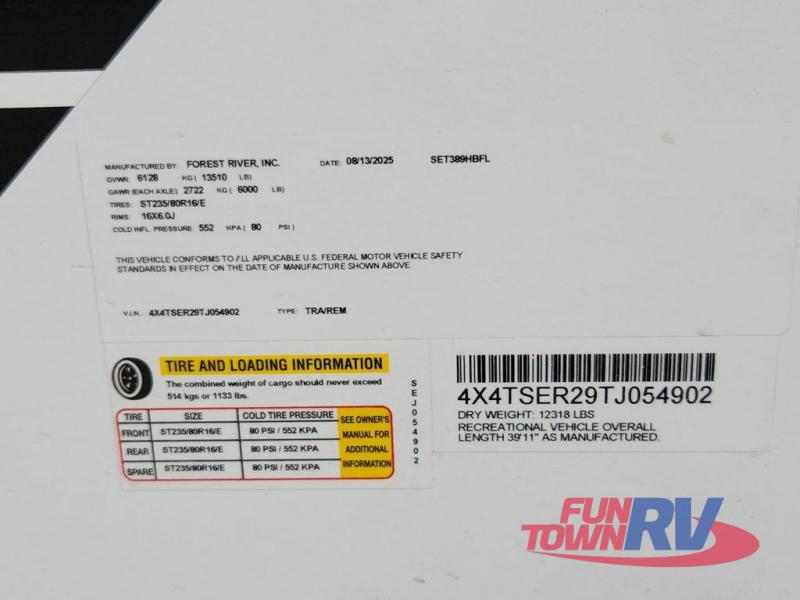 MANUFACTURED BY: FOREST RIVER, INC. DATE: 08/13/2025 SET389HBFL
GVWR: 6128 KG ( 13510 LB)
GAWR (EACH AXLE): 2722 KG ( 6000 LB)
TIRES: ST235/80R16/E
RIMS: 16X6.0J
COLD INFL. PRESSURE: 552 KPA ( 80 PSI )
THIS VEHICLE CONFORMS TO ALL APPLICABLE U.S. FEDERAL MOTOR VEHICLE SAFETY
STANDARDS IN EFFECT ON THE DATE OF MANUFACTURE SHOWN ABOVE.
V.I.N.: 4X4TSER29TJ054902 TYPE: TRA/REM
TIRE AND LOADING INFORMATION
The combined weight of cargo should never exceed
514 kgs or 1133 lbs.
TIRE SIZE COLD TIRE PRESSURE
FRONT ST235/80R16/E 80 PSI / 552 KPA
REAR ST235/80R16/E 80 PSI / 552 KPA
SPARE ST235/80R16/E 80 PSI / 552 KPA
SEE OWNER'S
MANUAL FOR
ADDITIONAL
INFORMATION
SEJ054902
4X4TSER29TJ054902
DRY WEIGHT: 12318 LBS
RECREATIONAL VEHICLE OVERALL
LENGTH 39'11" AS MANUFACTURED.
FUN
TOWN RV